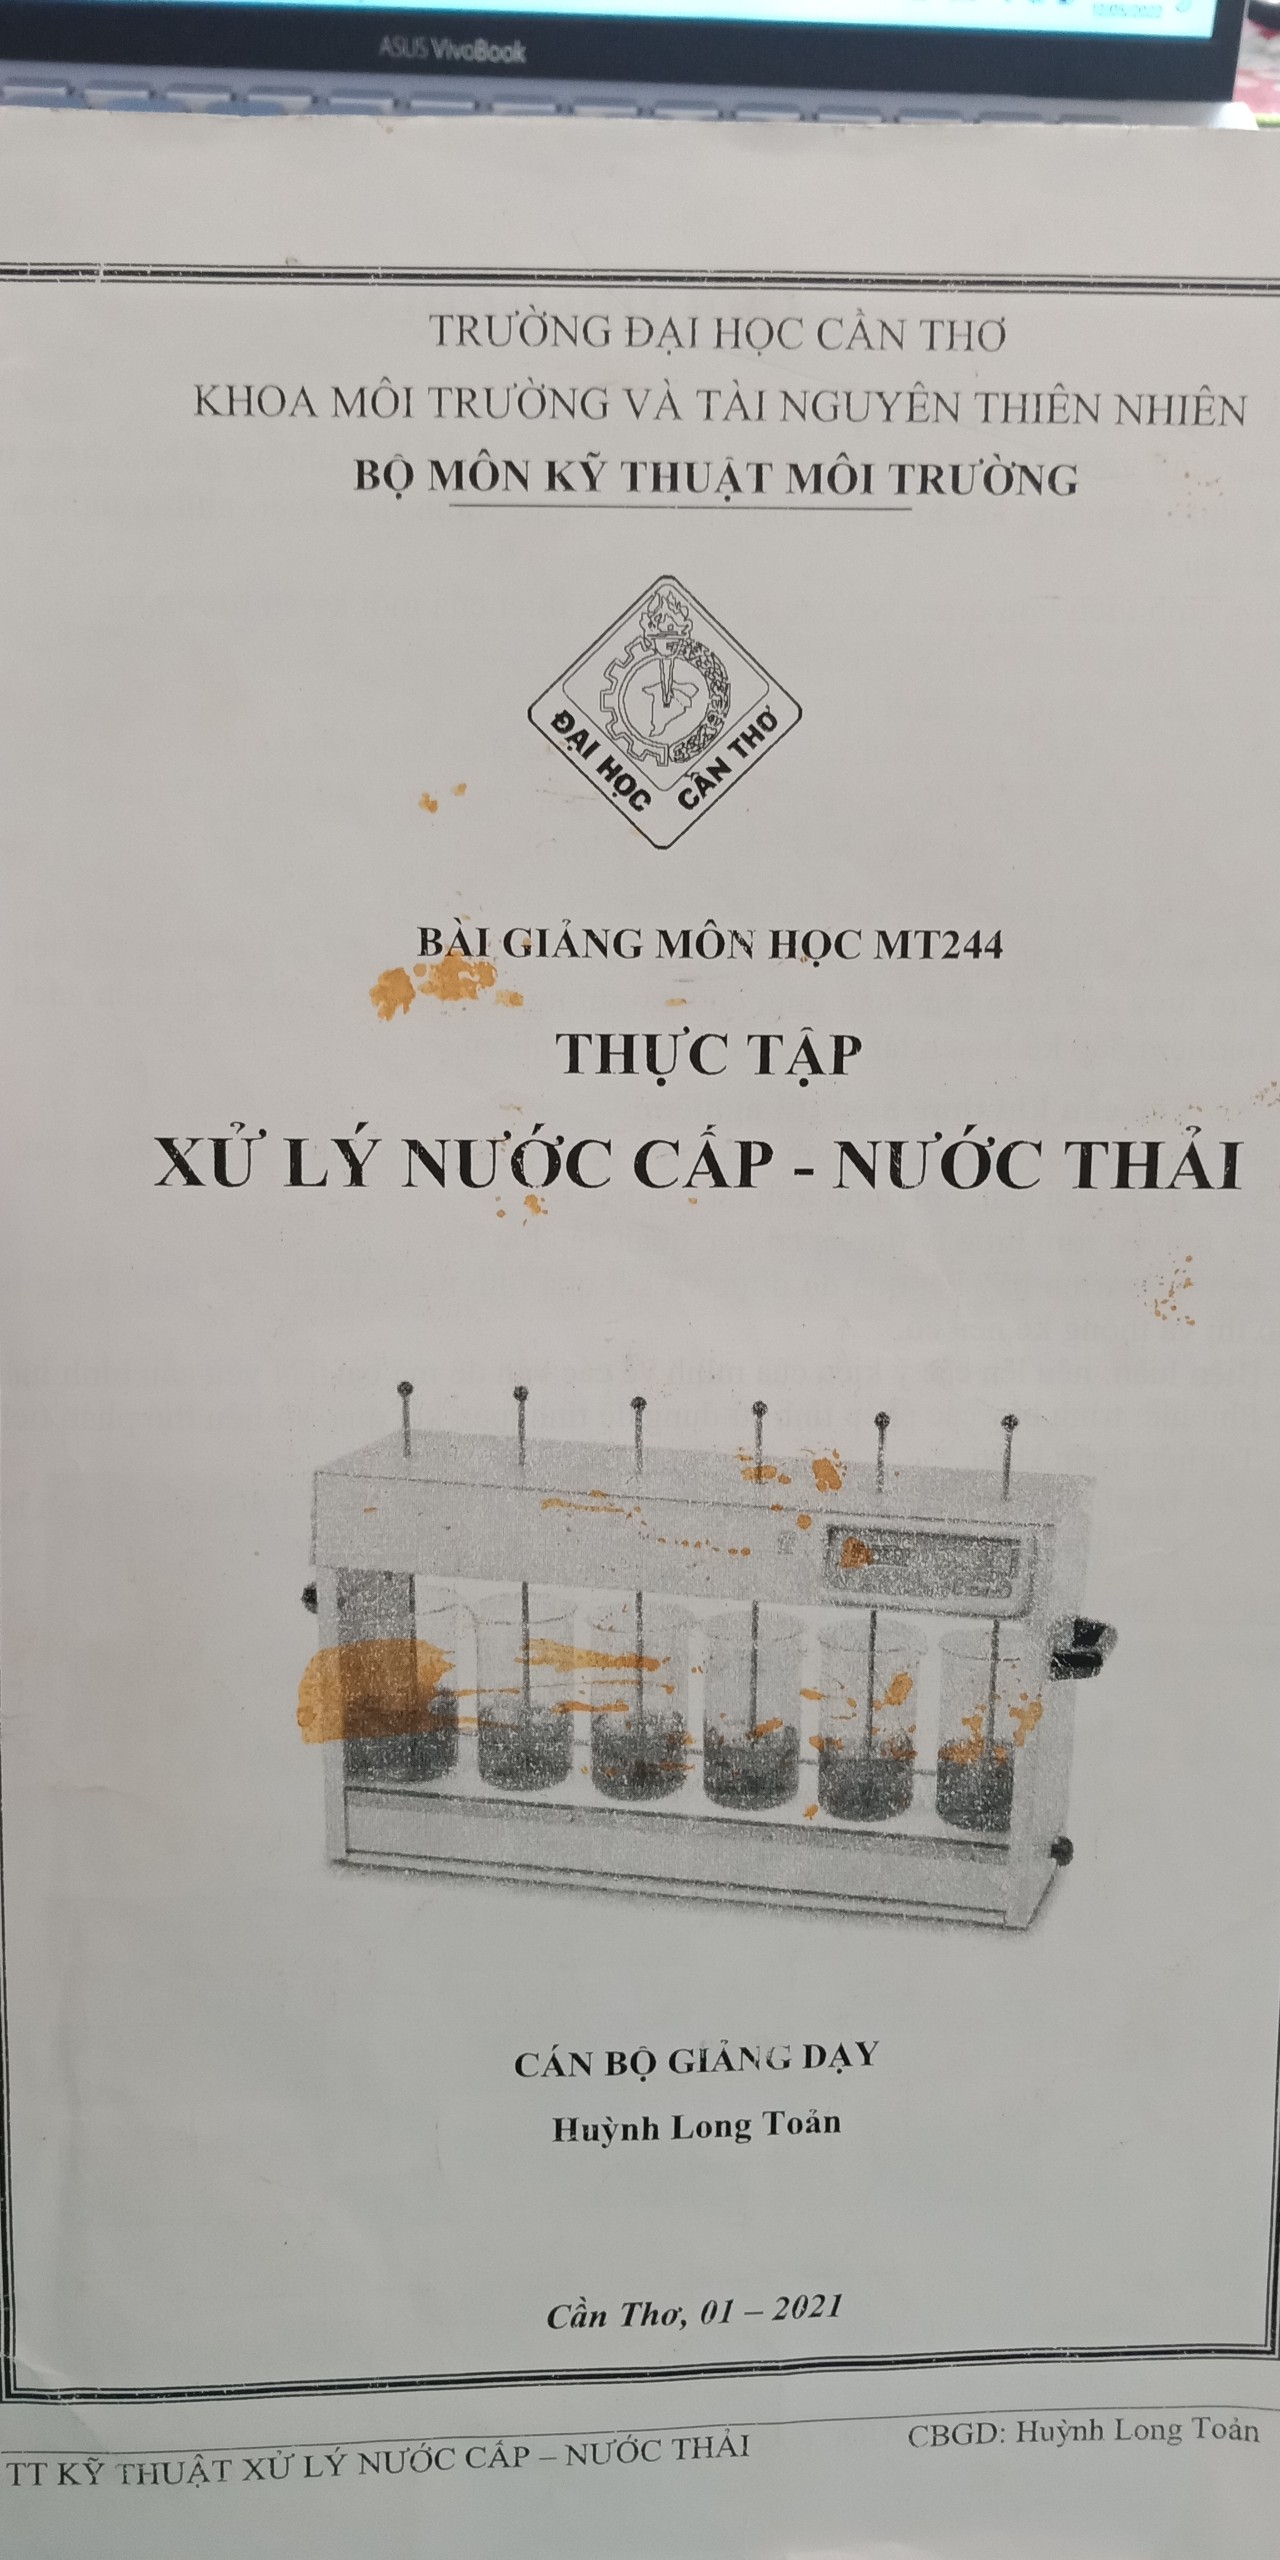 12/05/2022
ASUS VivoBook
TRƯỜNG ĐẠI HỌC CẦN THƠ
KHOA MÔI TRƯỜNG VÀ TÀI NGUYÊN THIÊN NHIÊN
BỘ MÔN KỸ THUẬT MÔI TRƯỜNG
ĐẠI HỌC CẦN THƠ
BÀI GIẢNG MÔN HỌC MT244
THỰC TẬP
XỬ LÝ NƯỚC CẤP - NƯỚC THẢI
CÁN BỘ GIẢNG DẠY
Huỳnh Long Toản
Cần Thơ, 01 – 2021
TT KỸ THUẬT XỬ LÝ NƯỚC CẤP – NƯỚC THẢI CBGD: Huỳnh Long Toản